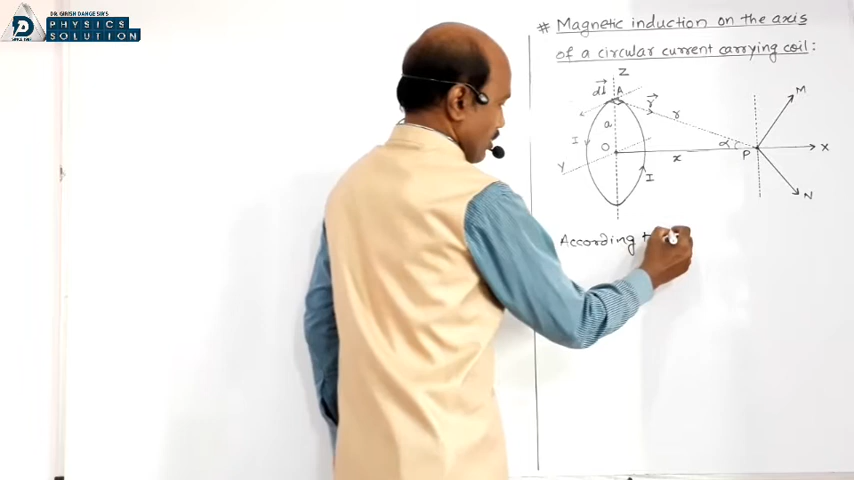 DR. GIRISH DANGE SIR'S
PHYSICS
SOLUTION
# Magnetic induction on the axis
of a circular current carrying coil :
Z
dl
A
r
M
r
a
I
O
α
P
X
Y
x
I
N
According t